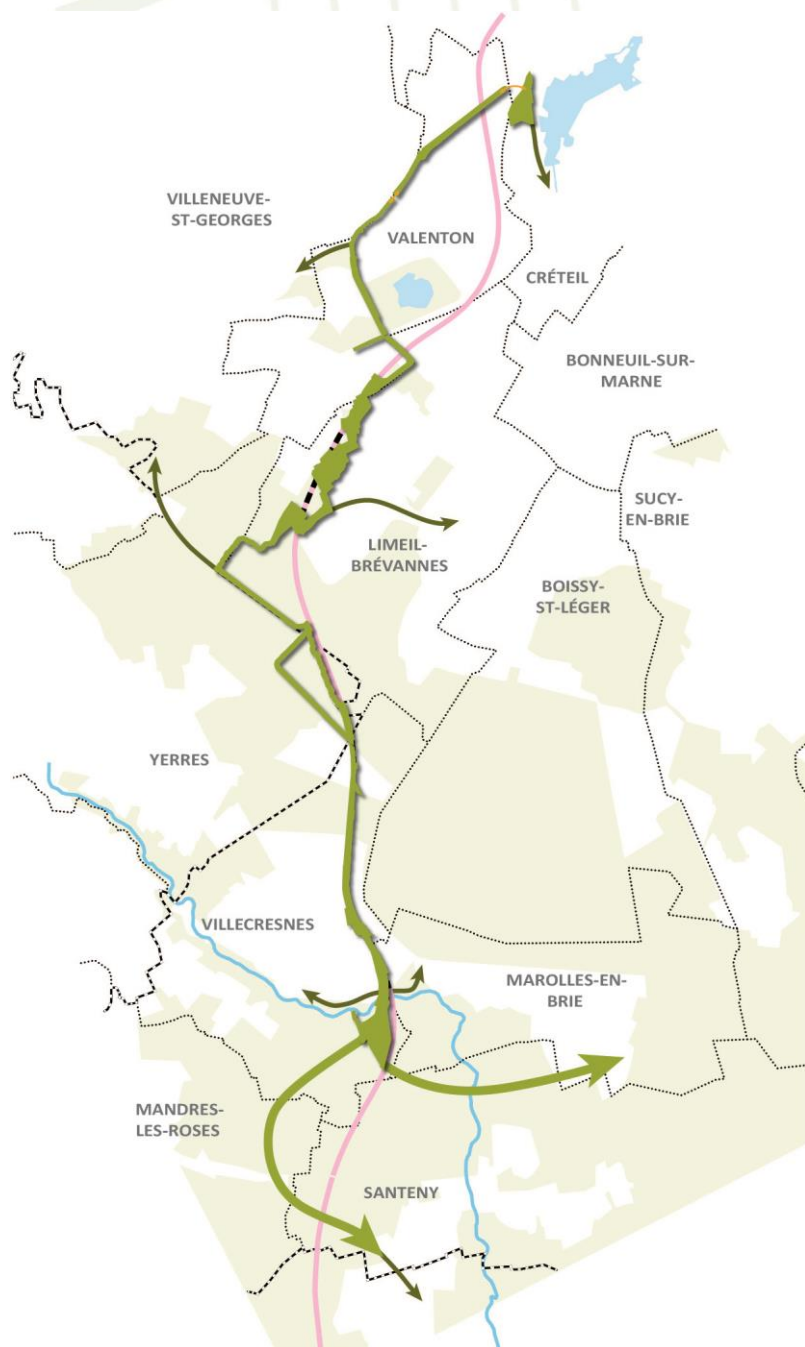 VILLENEUVE-
ST-GEORGES
VALENTON
CRÉTEIL
BONNEUIL-SUR-
MARNE
SUCY-
EN-BRIE
LIMEIL-
BRÉVANNES
BOISSY-
ST-LÉGER
YERRES
VILLECRESNES
MAROLLES-EN-
BRIE
MANDRES-
LES-ROSES
SANTENY